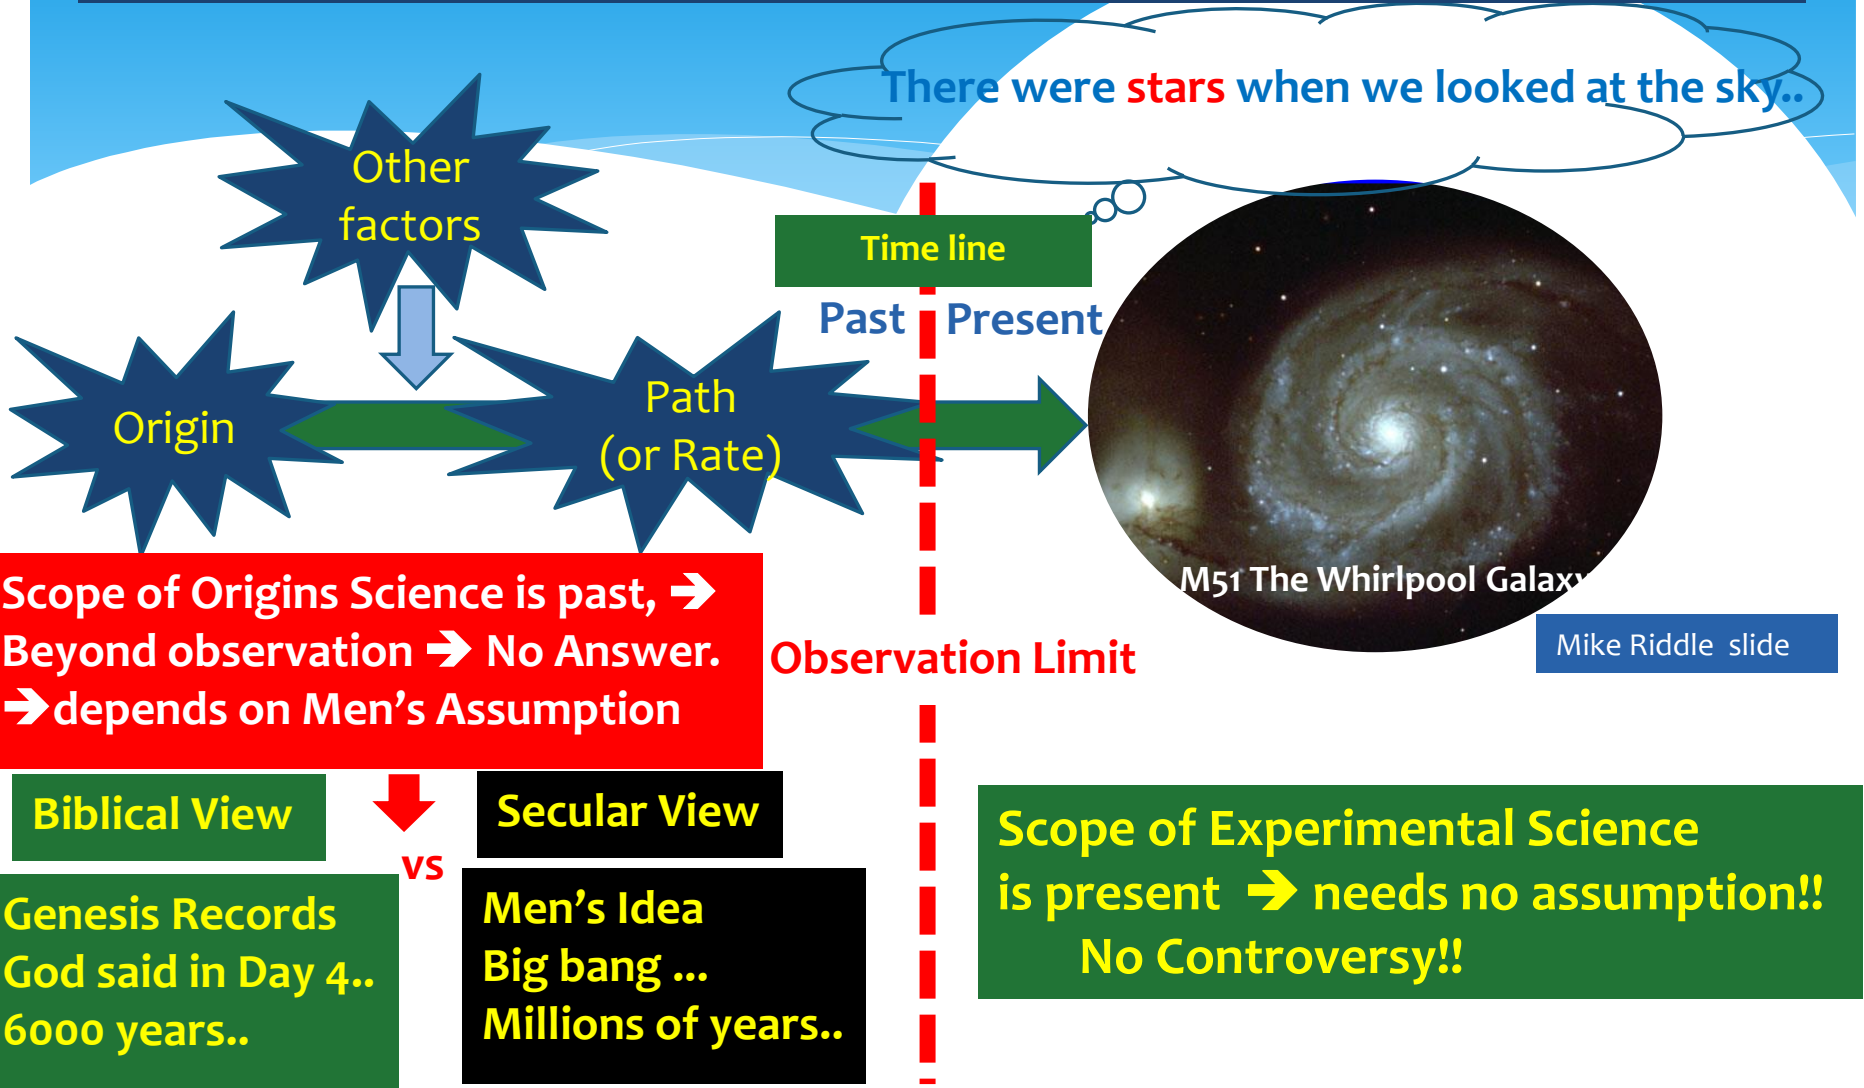 There were stars when we looked at the sky..
Other
factors
Time line
Past
Present
Origin
Path
(or Rate)
M51 The Whirlpool Galaxy
Mike Riddle slide
Scope of Origins Science is past, ➔
Beyond observation ➔ No Answer.
➔depends on Men’s Assumption
Observation Limit
Biblical View
vs
Secular View
Genesis Records
God said in Day 4..
6000 years..
Men’s Idea
Big bang ...
Millions of years..
Scope of Experimental Science
is present ➔ needs no assumption!!
No Controversy!!